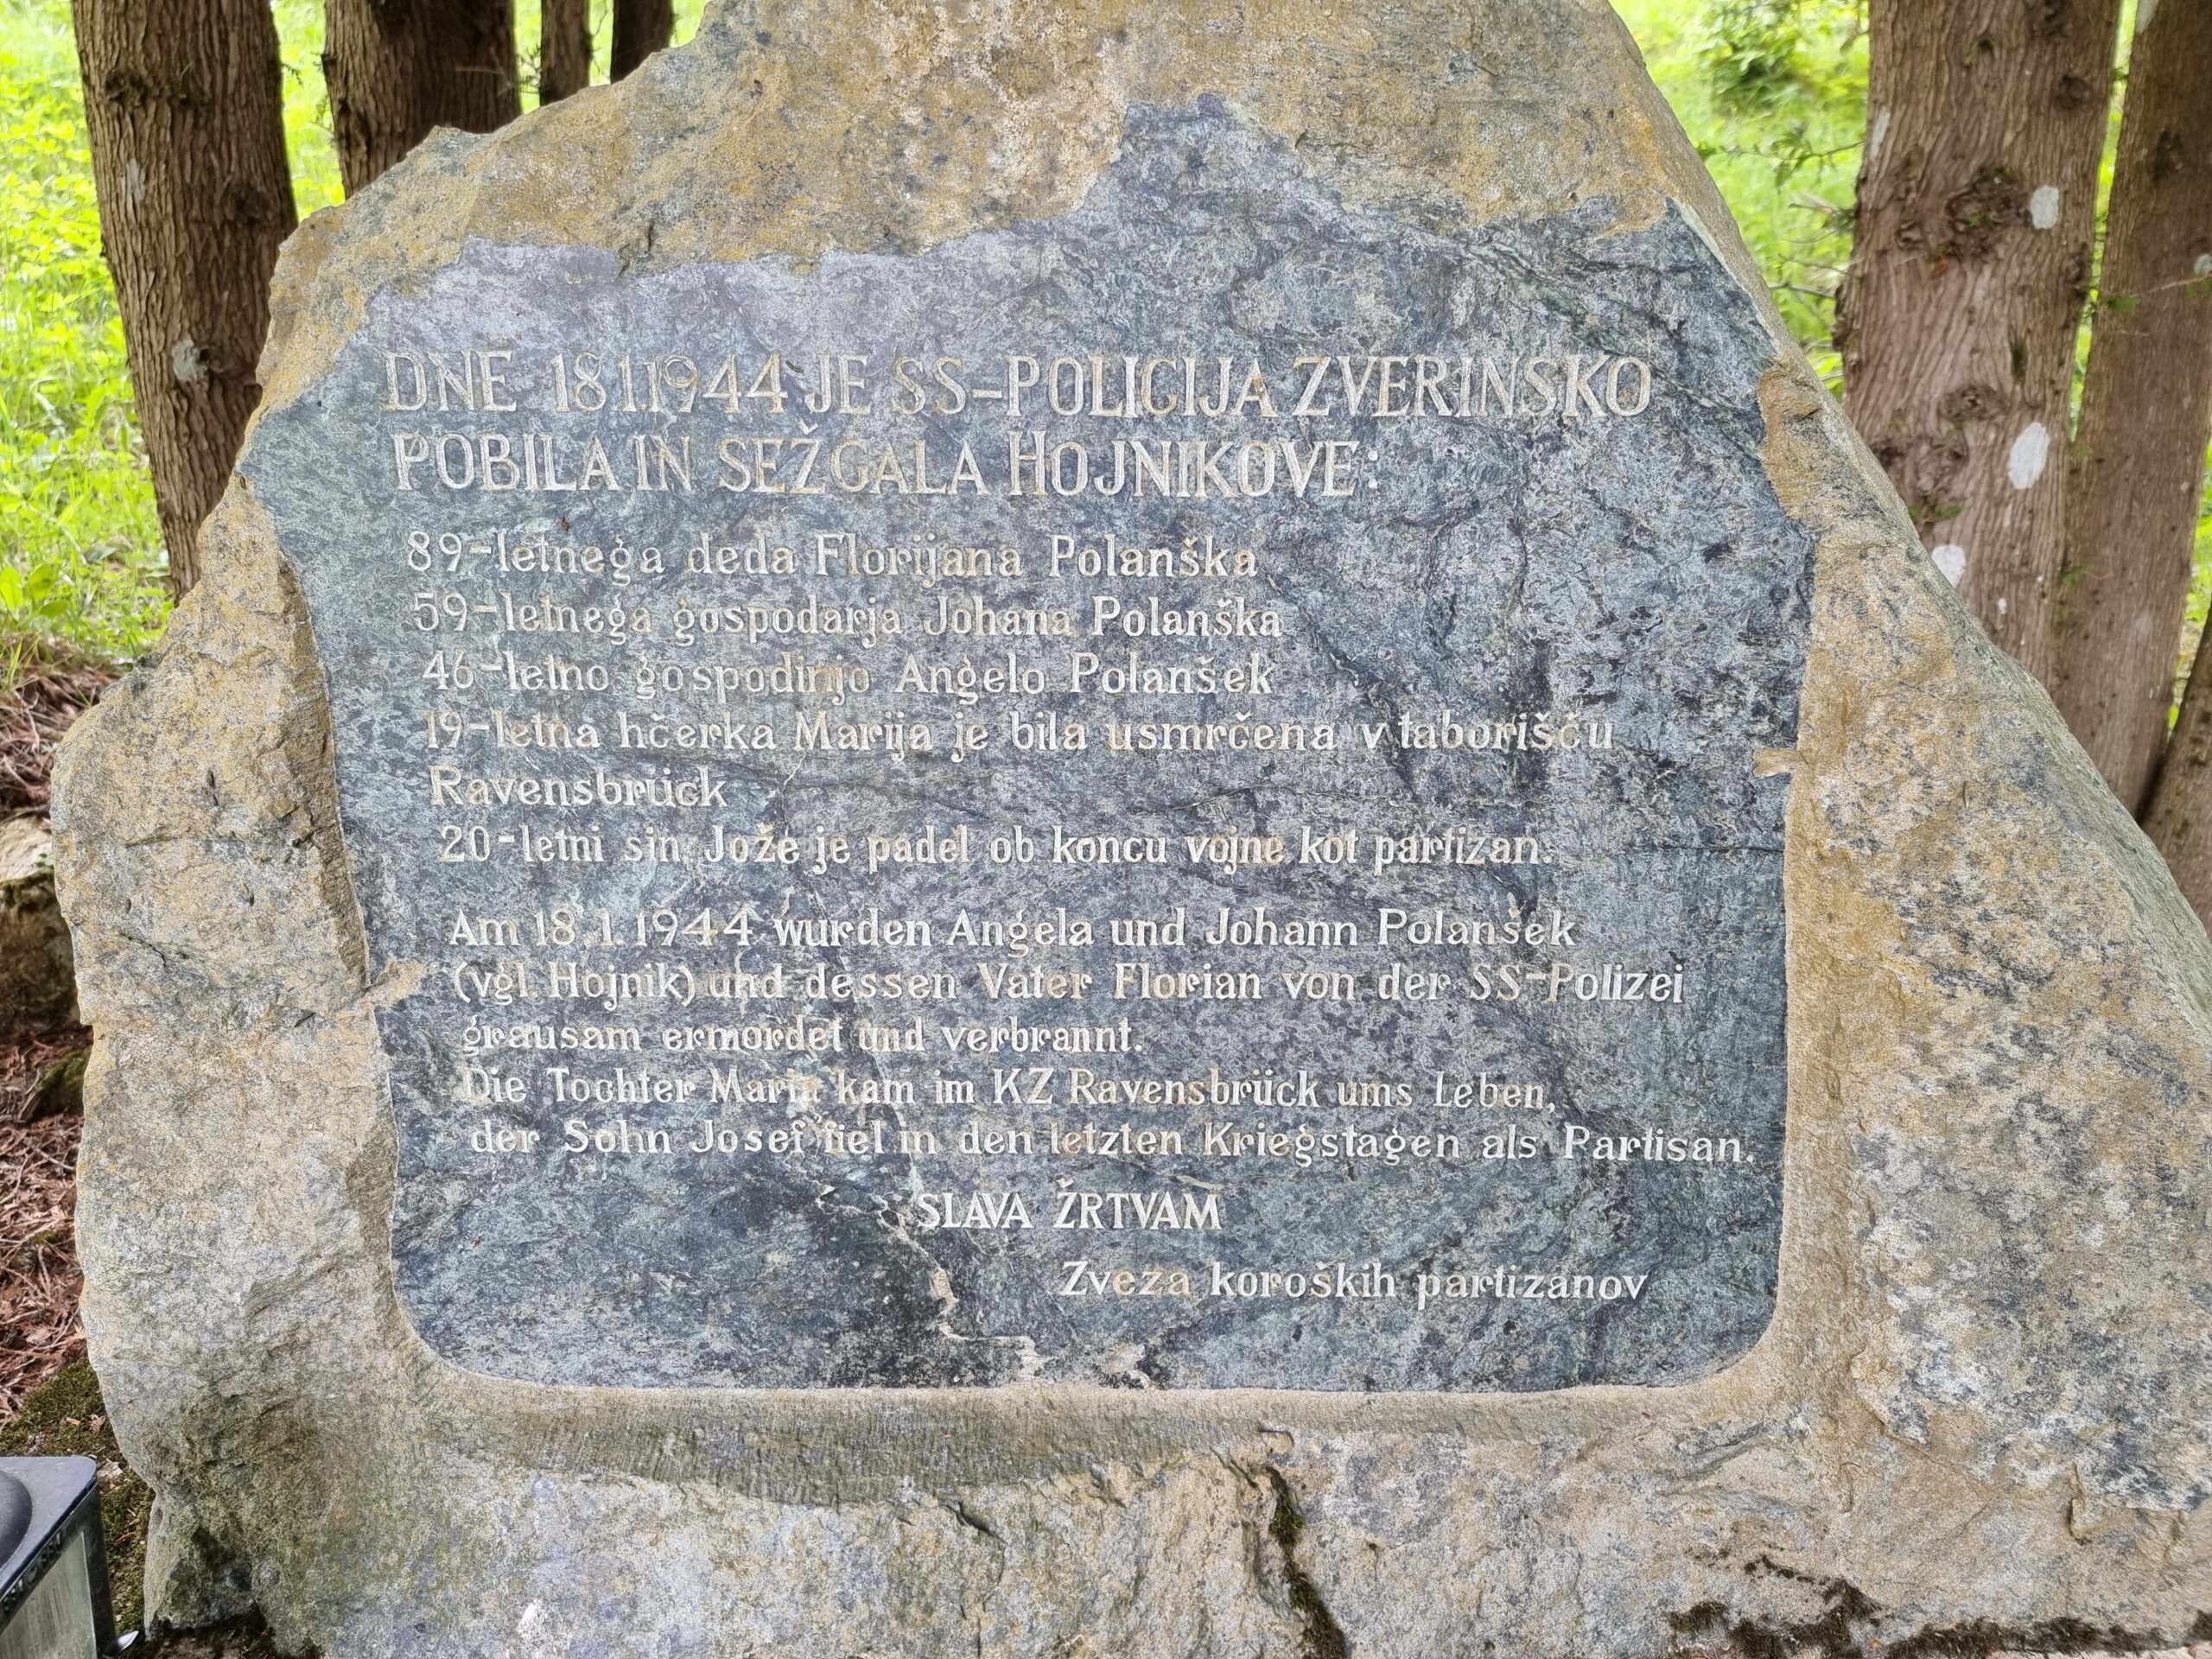 DNE 18.1.1944 JE SS-POLICIJA ZVERINSKO
POBILA IN SEŽGALA HOJNIKOVE:
89-letnega deda Florijana Polanška
59-letnega gospodarja Johana Polanška
46-letno gospodinjo Angelo Polanšek
19-letna hčerka Marija je bila usmrčena v taborišču
Ravensbrück
20-letni sin Jože je padel ob koncu vojne kot partizan.
Am 18.1.1944 wurden Angela und Johann Polanšek
(vgl. Hojnik) und dessen Vater Florian von der SS-Polizei
grausam ermordet und verbrannt.
Die Tochter Maria kam im KZ Ravensbrück ums Leben,
der Sohn Josef fiel in den letzten Kriegstagen als Partisan.
SLAVA ŽRTVAM
Zveza koroških partizanov